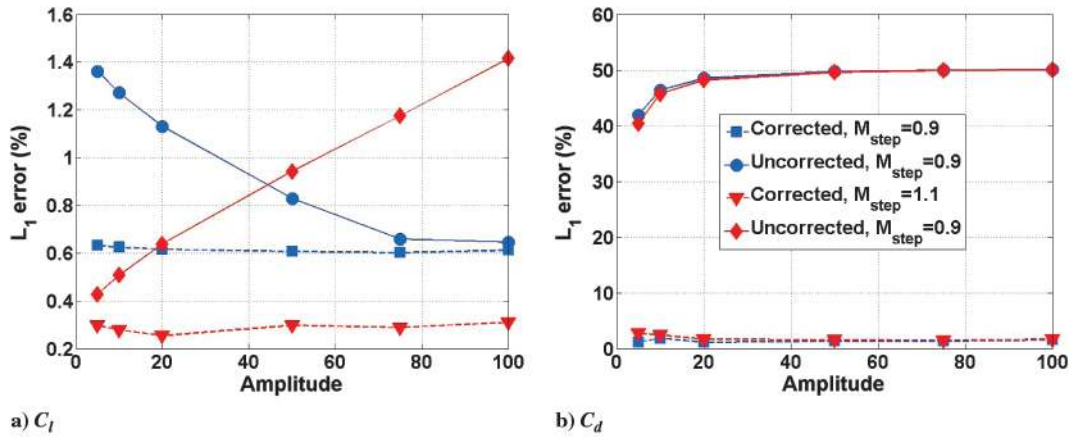 1.6
1.4
1.2
1
0.8
0.6
0.4
0.2
L1 error (%)
0 20 40 60 80 100
Amplitude
a) Cl
60
50
40
30
20
10
0
L1 error (%)
Corrected, Mstep=0.9
Uncorrected, Mstep=0.9
Corrected, Mstep=1.1
Uncorrected, Mstep=0.9
0 20 40 60 80 100
Amplitude
b) Cd